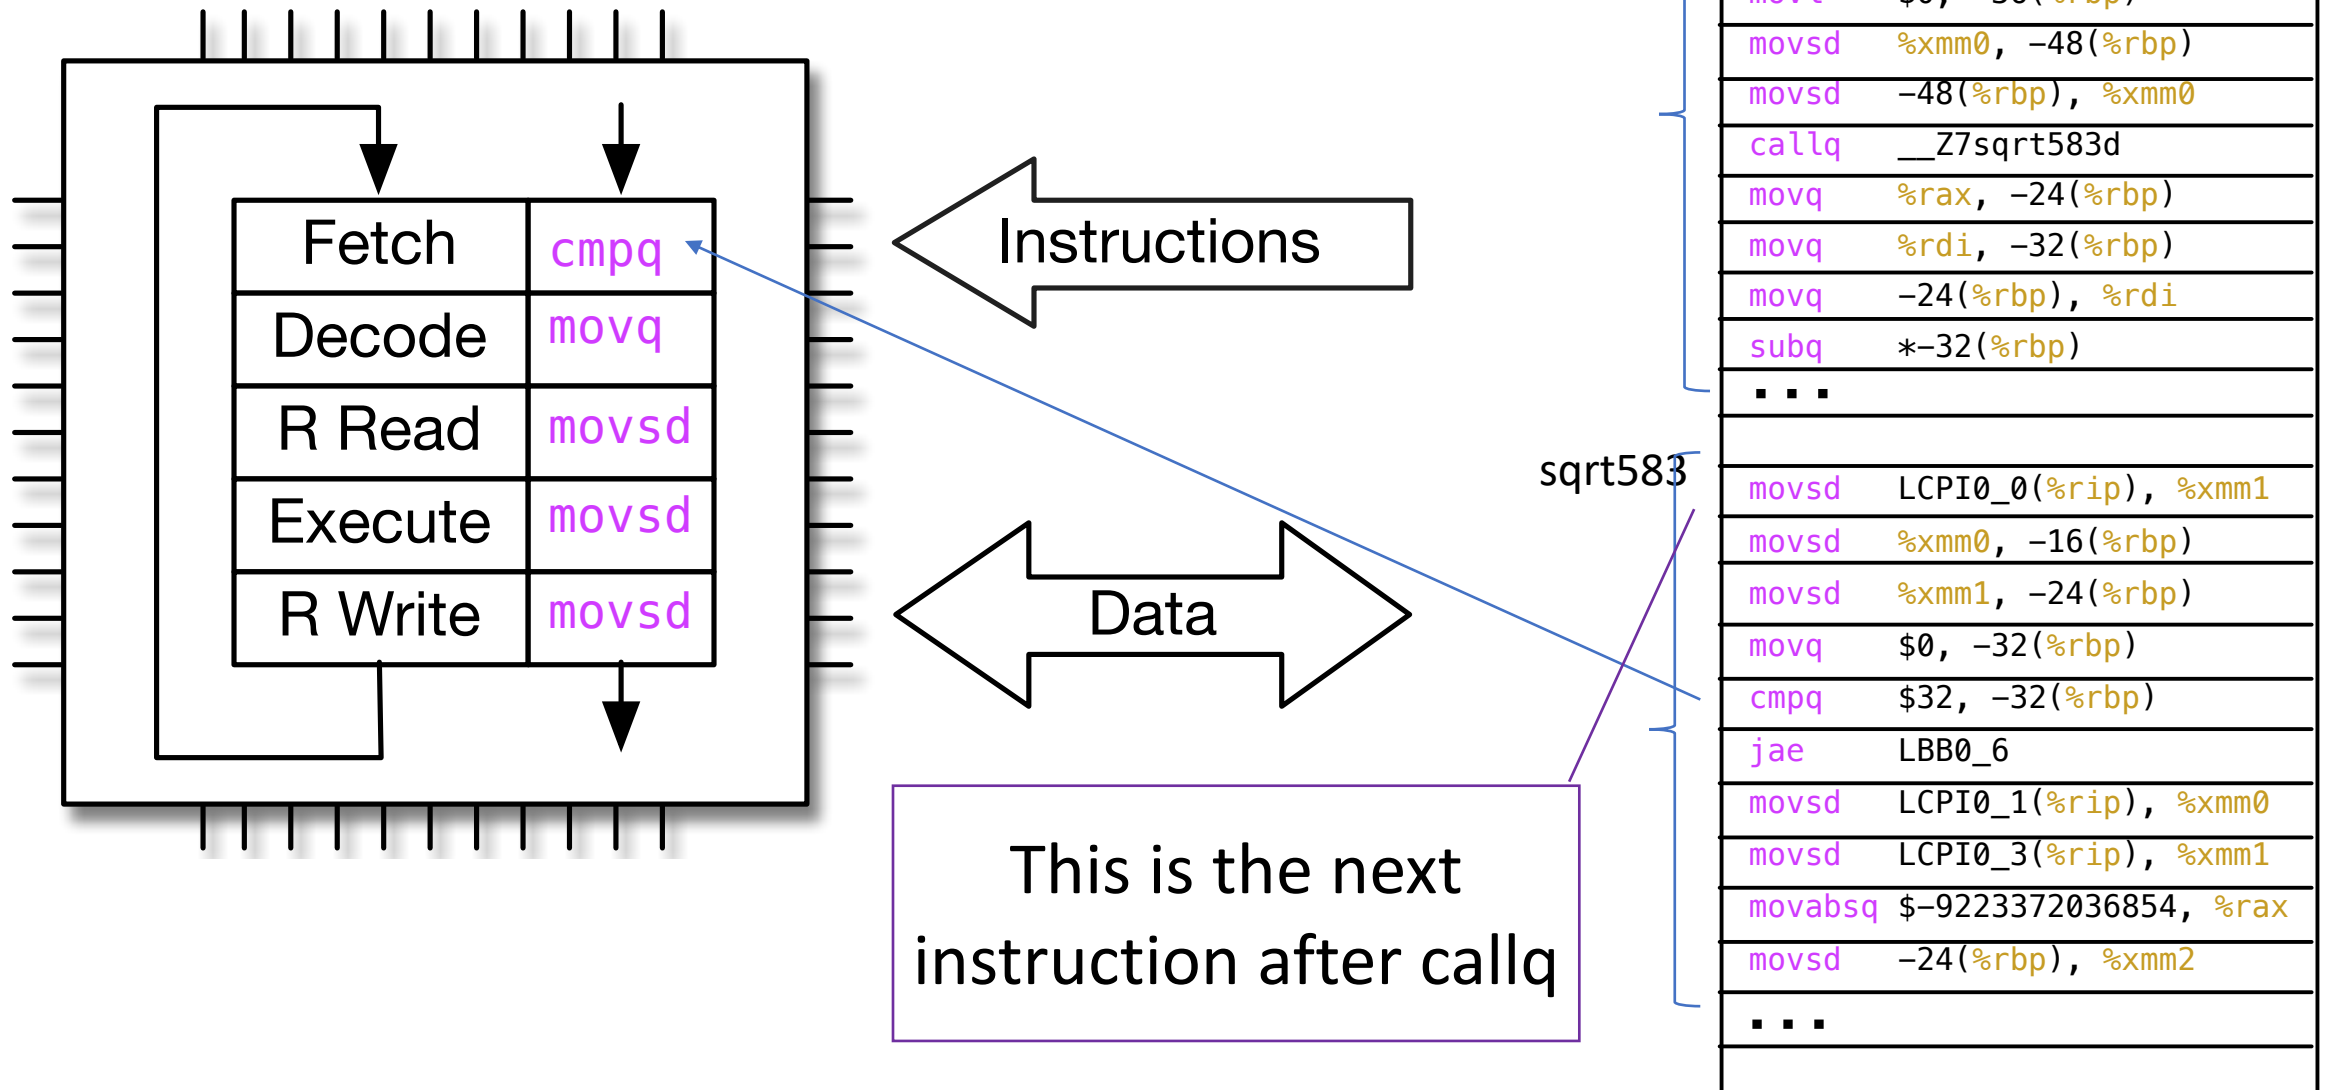 Fetch cmpq
Decode movq
R Read movsd
Execute movsd
R Write movsd
Instructions
Data
This is the next
instruction after callq
sqrt583
movl $0, -36(%rbp)
movsd %xmm0, -48(%rbp)
movsd -48(%rbp), %xmm0
callq __Z7sqrt583d
movq %rax, -24(%rbp)
movq %rdi, -32(%rbp)
movq -24(%rbp), %rdi
subq *-32(%rbp)
...
movsd LCPI0_0(%rip), %xmm1
movsd %xmm0, -16(%rbp)
movsd %xmm1, -24(%rbp)
movq $0, -32(%rbp)
cmpq $32, -32(%rbp)
jae LBB0_6
movsd LCPI0_1(%rip), %xmm0
movsd LCPI0_3(%rip), %xmm1
movabsq $-9223372036854, %rax
movsd -24(%rbp), %xmm2
...